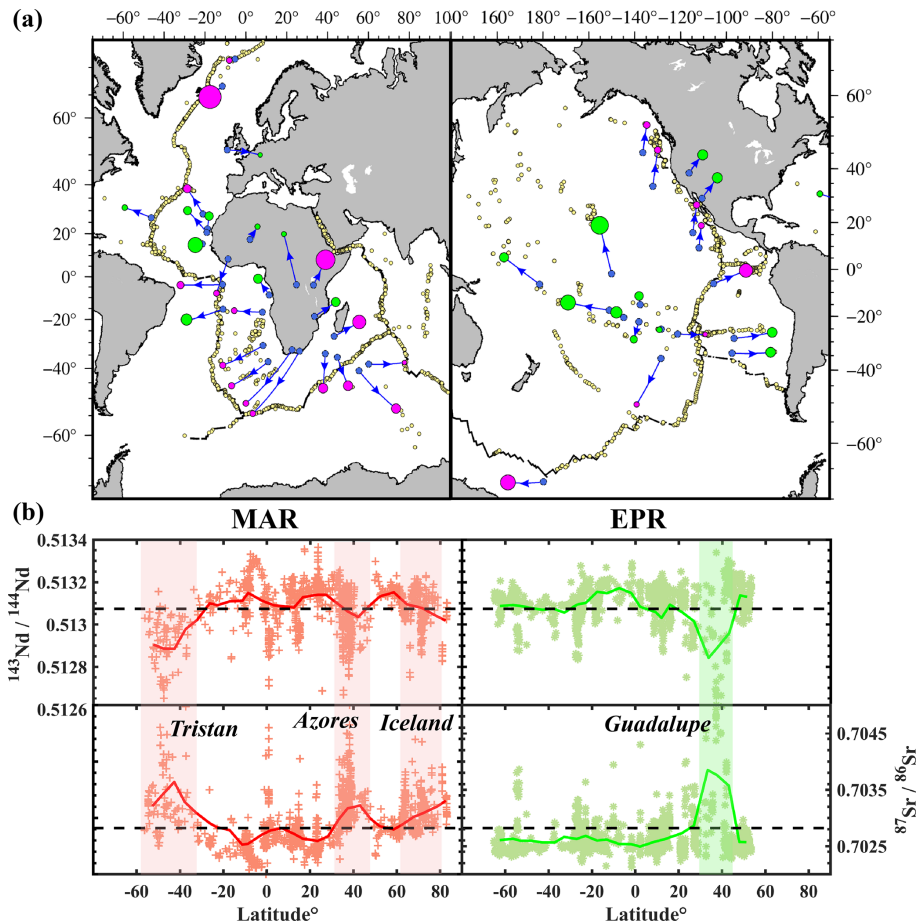 (a)
−60° −40° −20° 0° 20° 40° 60° 80° 100°
160° −180° −160° −140° −120° −100° −80° −60°
60° 60°
40° 40°
20° 20°
0° 0°
−20° −20°
−40° −40°
−60° −60°
(b)
MAR EPR
0.5134
0.5132
0.513
0.5128
0.5126
143Nd / 144Nd
Tristan Azores Iceland Guadalupe
0.7045
0.7035
0.7025
87Sr / 86Sr
-60 -40 -20 0 20 40 60 80
-60 -40 -20 0 20 40 60 80
Latitude° Latitude°